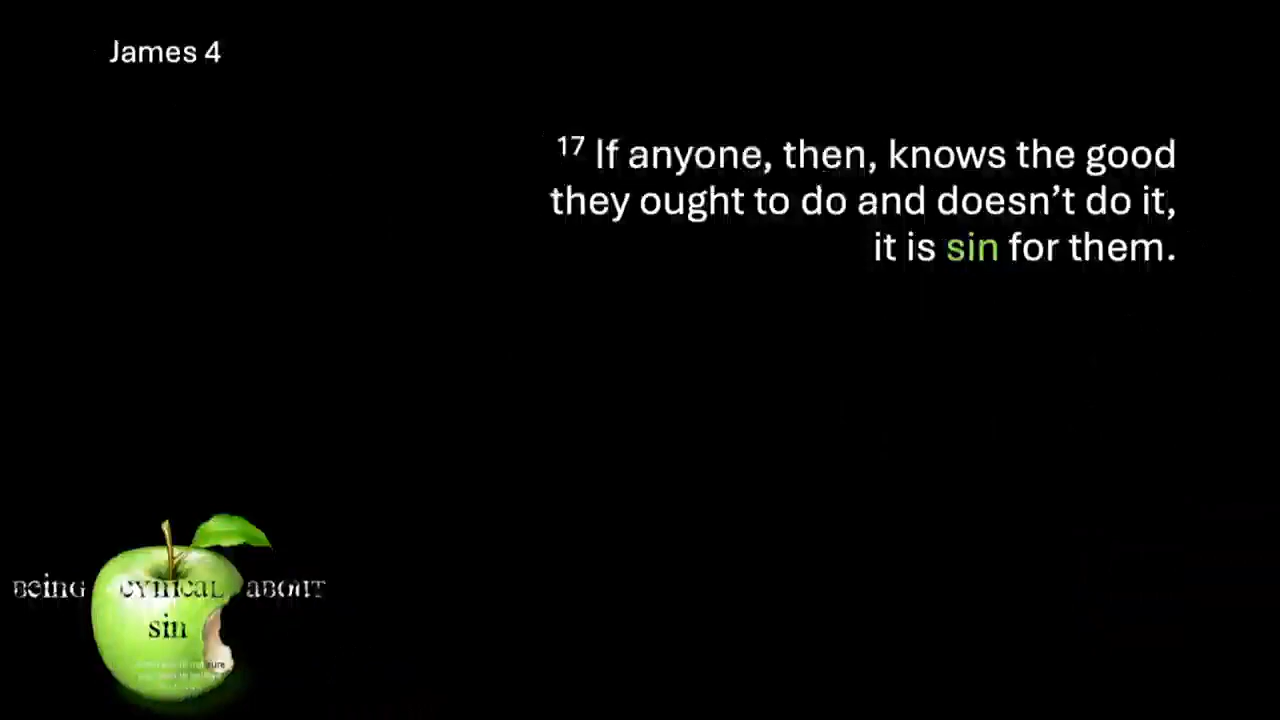 James 4
17 If anyone, then, knows the good
they ought to do and doesn't do it,
it is sin for them.
Being cynical about
sin